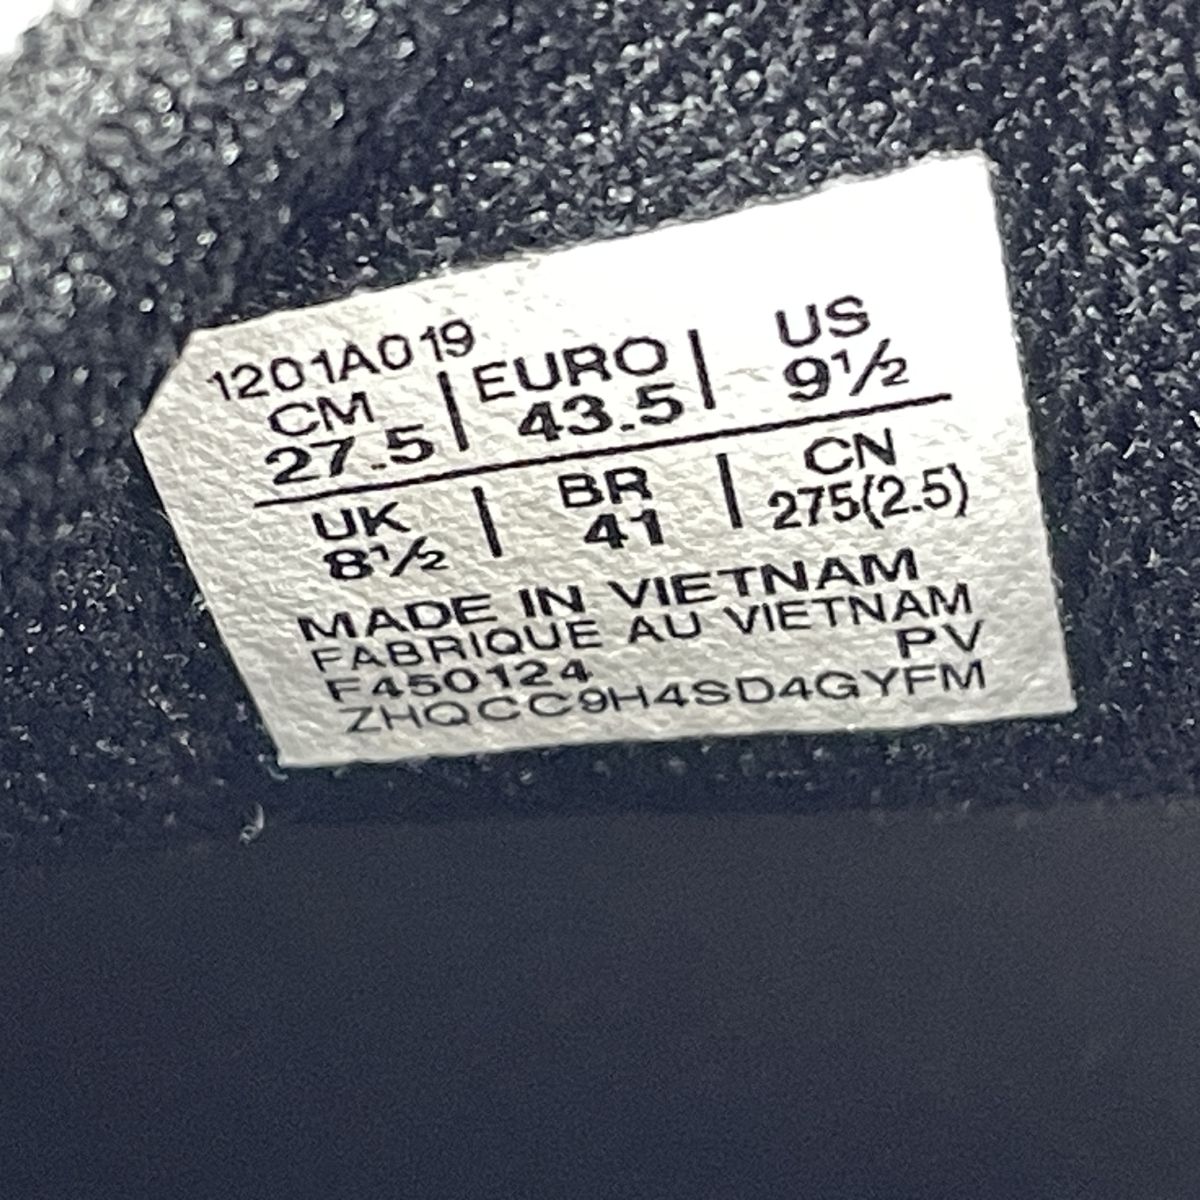 1201A019
CM | EURO | US
27.5 | 43.5 | 9½
UK | BR | CN
8½ | 41 | 275(2.5)
MADE IN VIETNAM
FABRIQUE AU VIETNAM
F450124 PV
ZHQCC9H4SD4GYFM